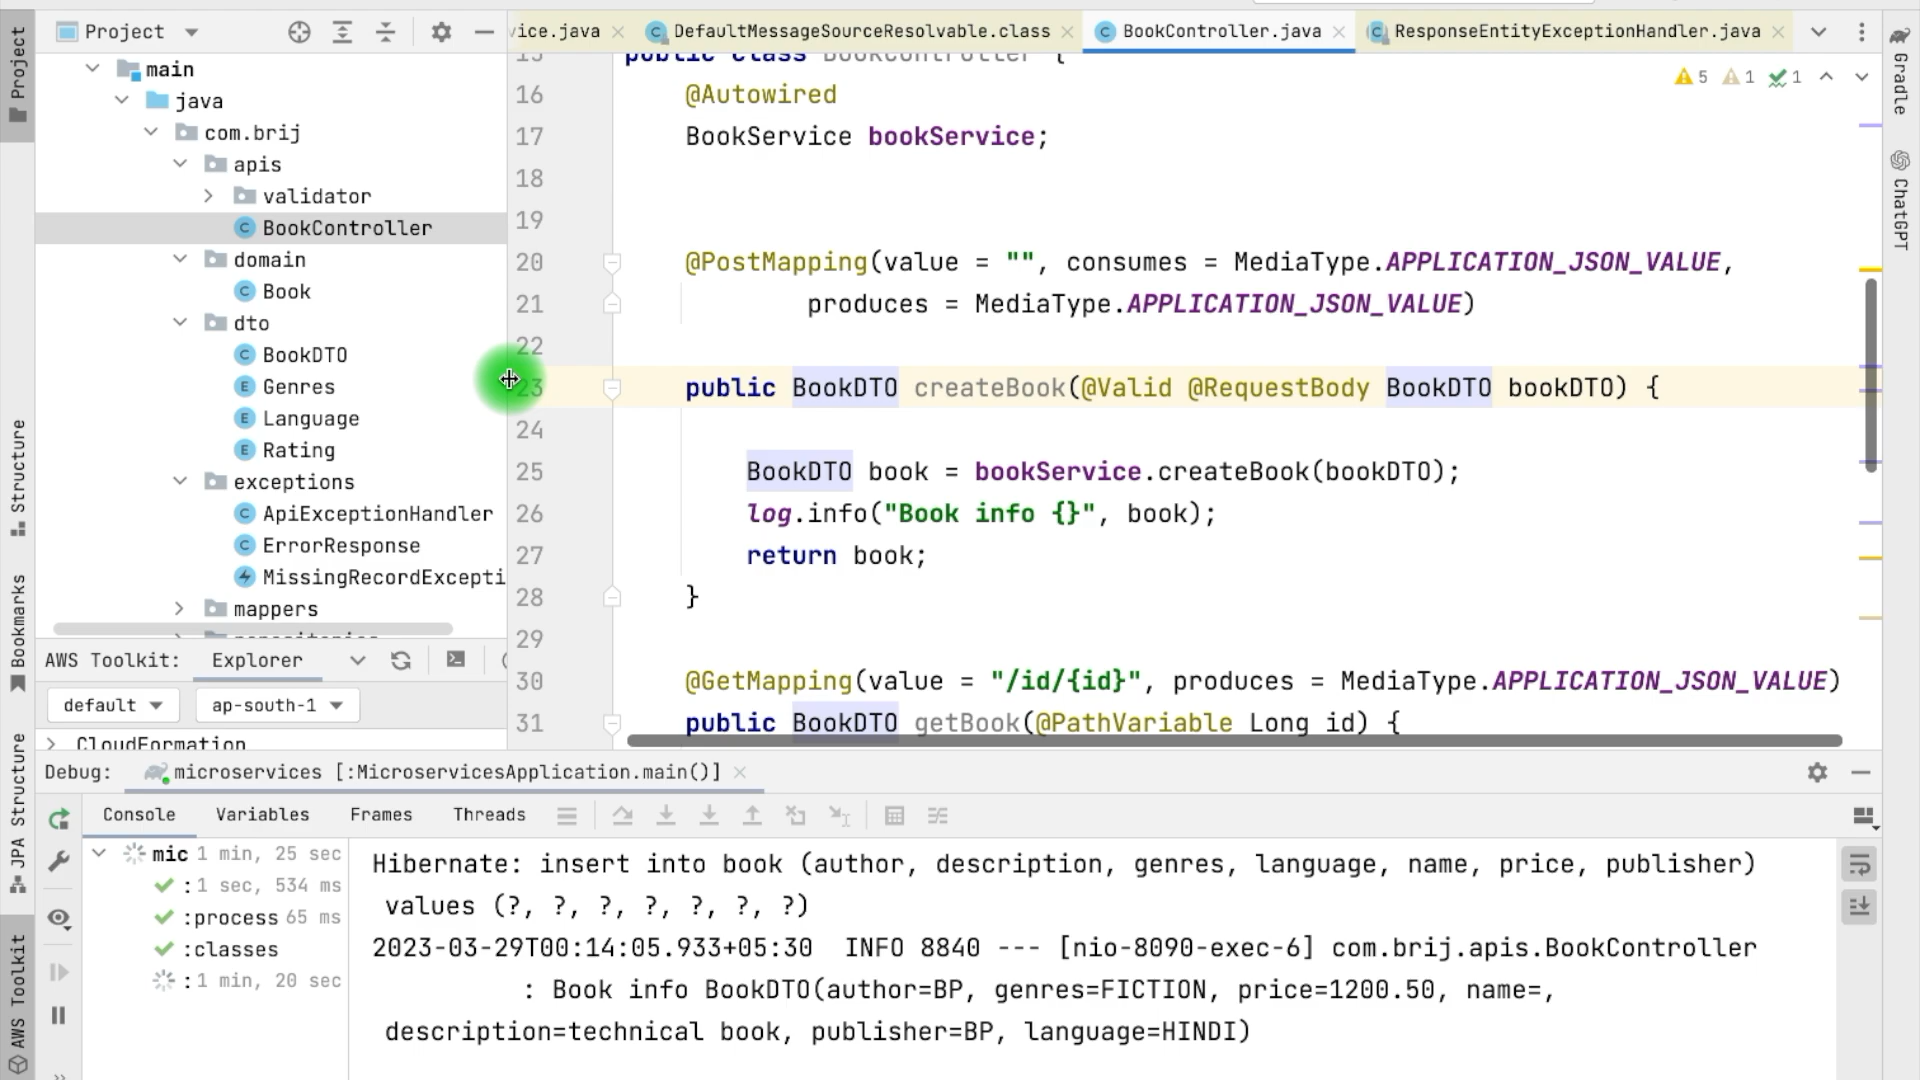 Project
vice.java
DefaultMessageSourceResolvable.class
BookController.java
ResponseEntityExceptionHandler.java
Project
Structure
Bookmarks
JPA Structure
AWS Toolkit
Gradle
ChatGPT
main
java
com.brij
apis
validator
BookController
domain
Book
dto
BookDTO
Genres
Language
Rating
exceptions
ApiExceptionHandler
ErrorResponse
MissingRecordExcepti
mappers
AWS Toolkit: Explorer
default ap-south-1
CloudFormation
5 1 1
15 public class BookController {
16 @Autowired
17 BookService bookService;
18
19
20 @PostMapping(value = "", consumes = MediaType.APPLICATION_JSON_VALUE,
21 produces = MediaType.APPLICATION_JSON_VALUE)
22
23 public BookDTO createBook(@Valid @RequestBody BookDTO bookDTO) {
24
25 BookDTO book = bookService.createBook(bookDTO);
26 log.info("Book info {}", book);
27 return book;
28 }
29
30 @GetMapping(value = "/id/{id}", produces = MediaType.APPLICATION_JSON_VALUE)
31 public BookDTO getBook(@PathVariable Long id) {
Debug: microservices [:MicroservicesApplication.main()]
Console Variables Frames Threads
mic 1 min, 25 sec
: 1 sec, 534 ms
:process 65 ms
:classes
: 1 min, 20 sec
Hibernate: insert into book (author, description, genres, language, name, price, publisher)
values (?, ?, ?, ?, ?, ?, ?)
2023-03-29T00:14:05.933+05:30 INFO 8840 --- [nio-8090-exec-6] com.brij.apis.BookController
: Book info BookDTO(author=BP, genres=FICTION, price=1200.50, name=,
description=technical book, publisher=BP, language=HINDI)